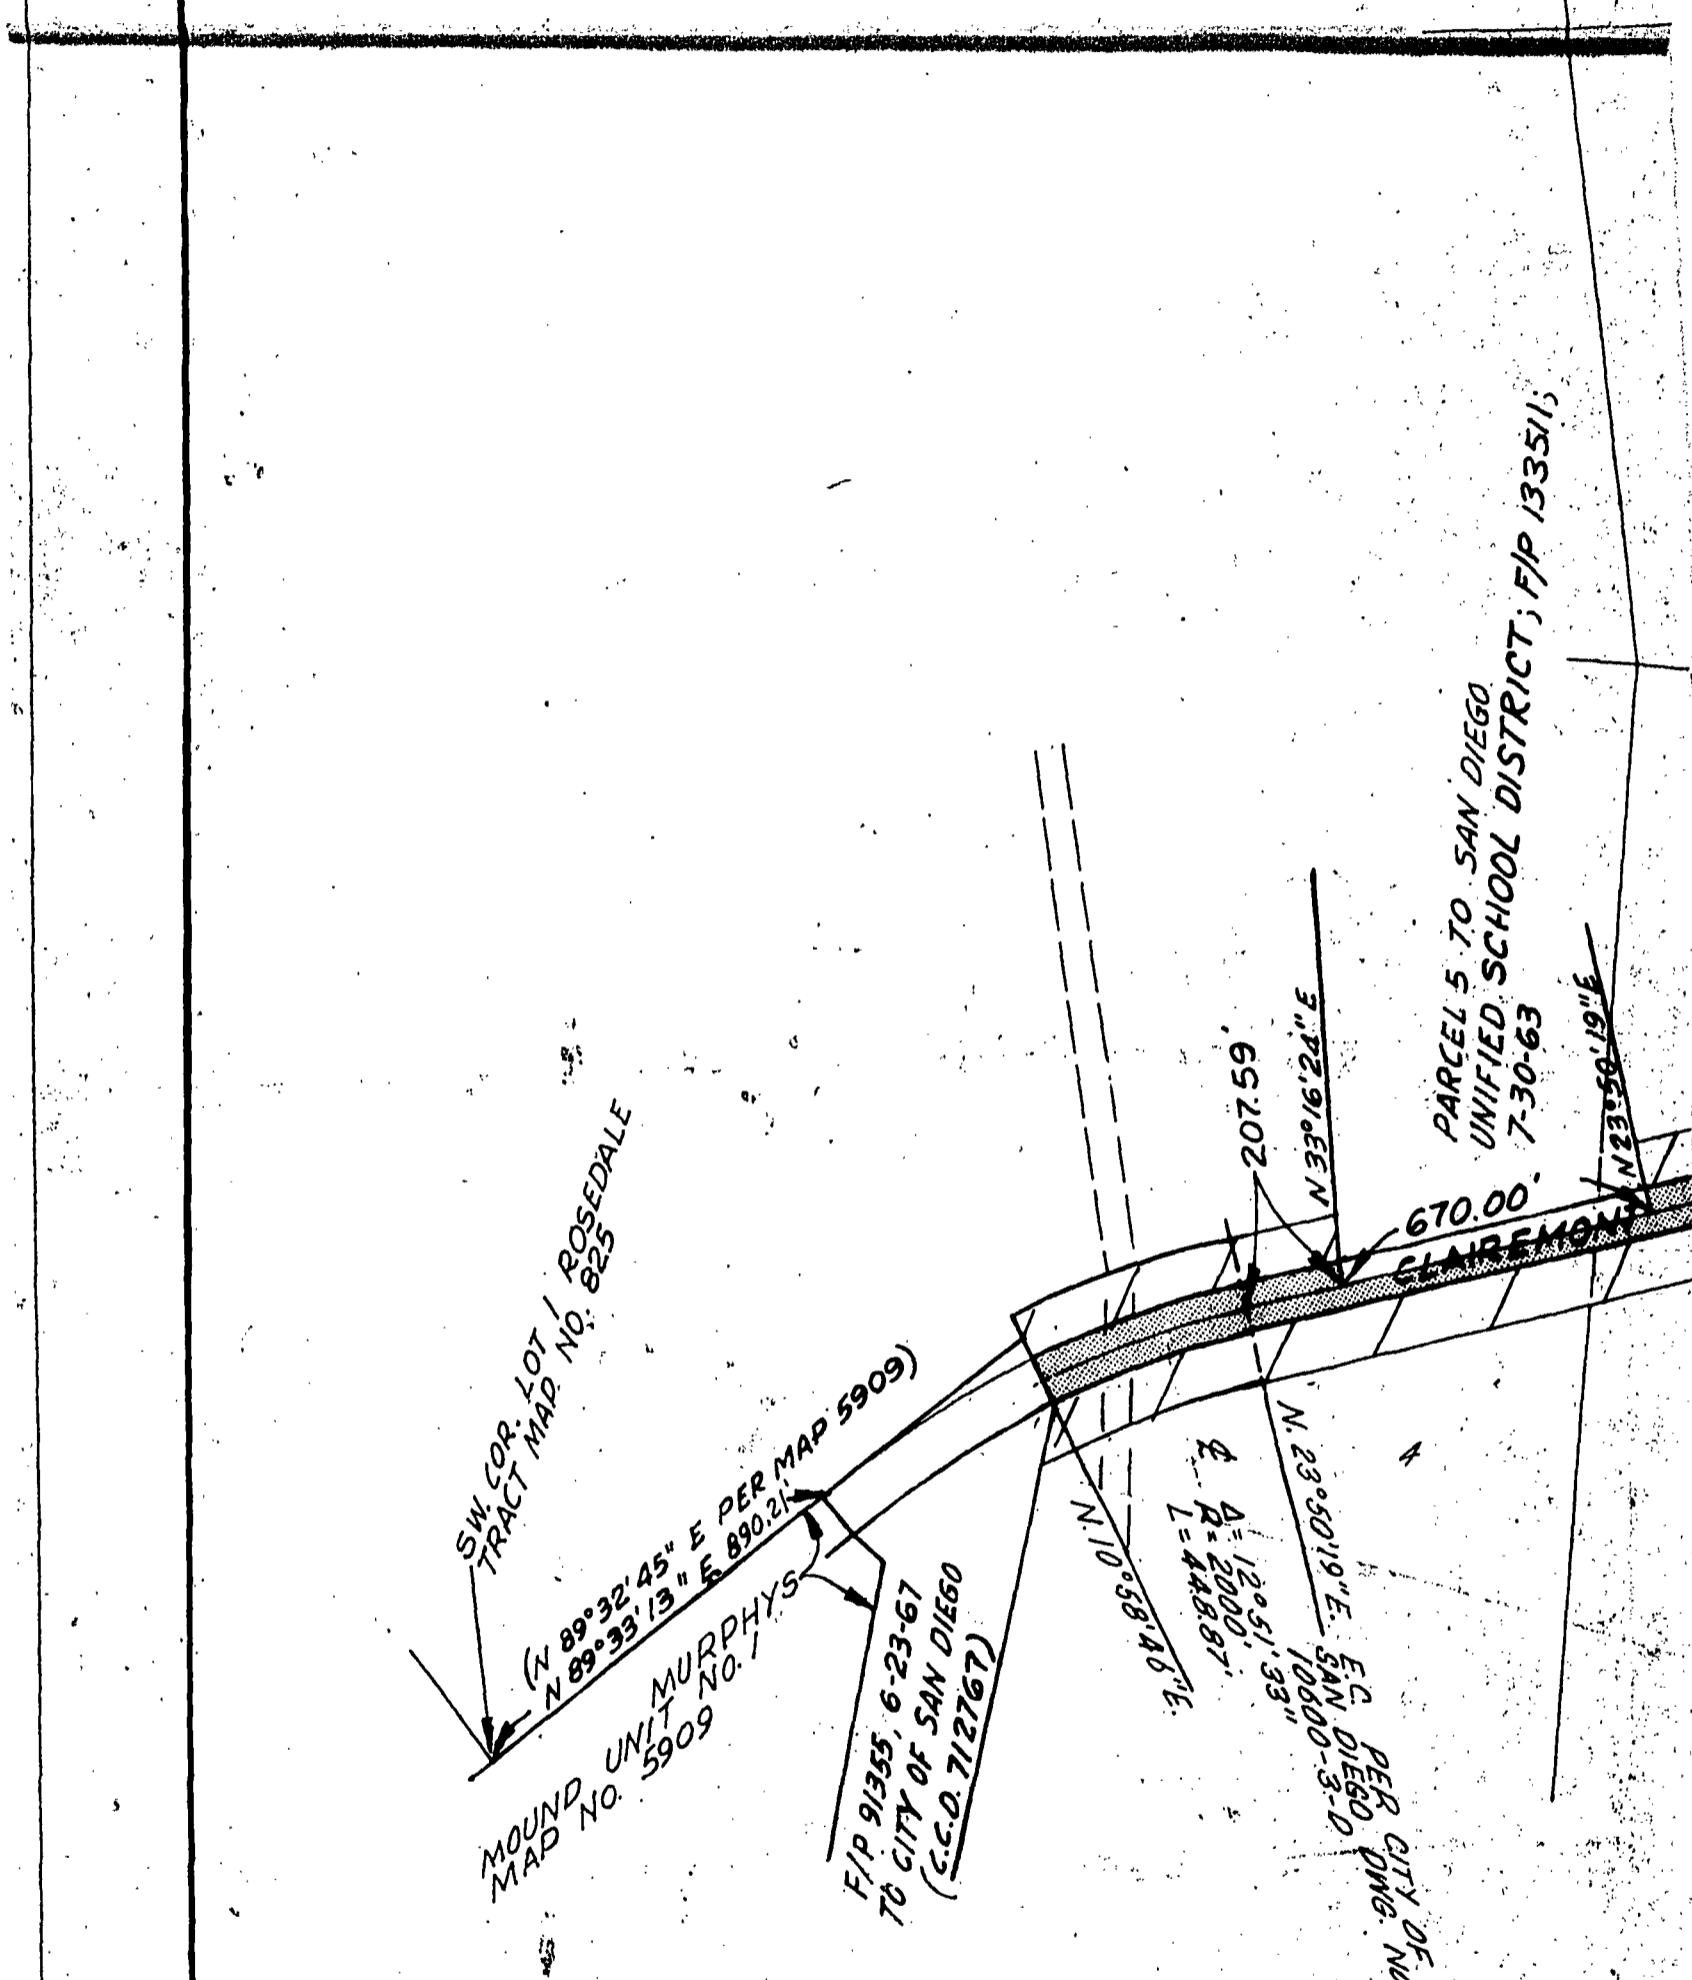 SW. COR. LOT 1 ROSEDALE
TRACT MAP NO. 825
(N 89°32'45" E PER MAP 5909)
N 89°33'13" E 890.21'
MOUND UNIT MURPHYS
MAP NO. 5909 NO. 1
F/P 91355, 6-23-67
TO CITY OF SAN DIEGO
(C.C.D. 712767)
N. 10°58'46"E.
℄ Δ= 12°51'33"
R= 2000'
L= 448.87'
N. 23°50'19"E. E.C. PER CITY OF
SAN DIEGO DWG.
10600-3-D
207.59'
N 33°16'24" E
670.00'
CLAIREMONT
PARCEL 5 TO SAN DIEGO
UNIFIED SCHOOL DISTRICT; F/P 133511;
7-30-63
N 23°50'19"E